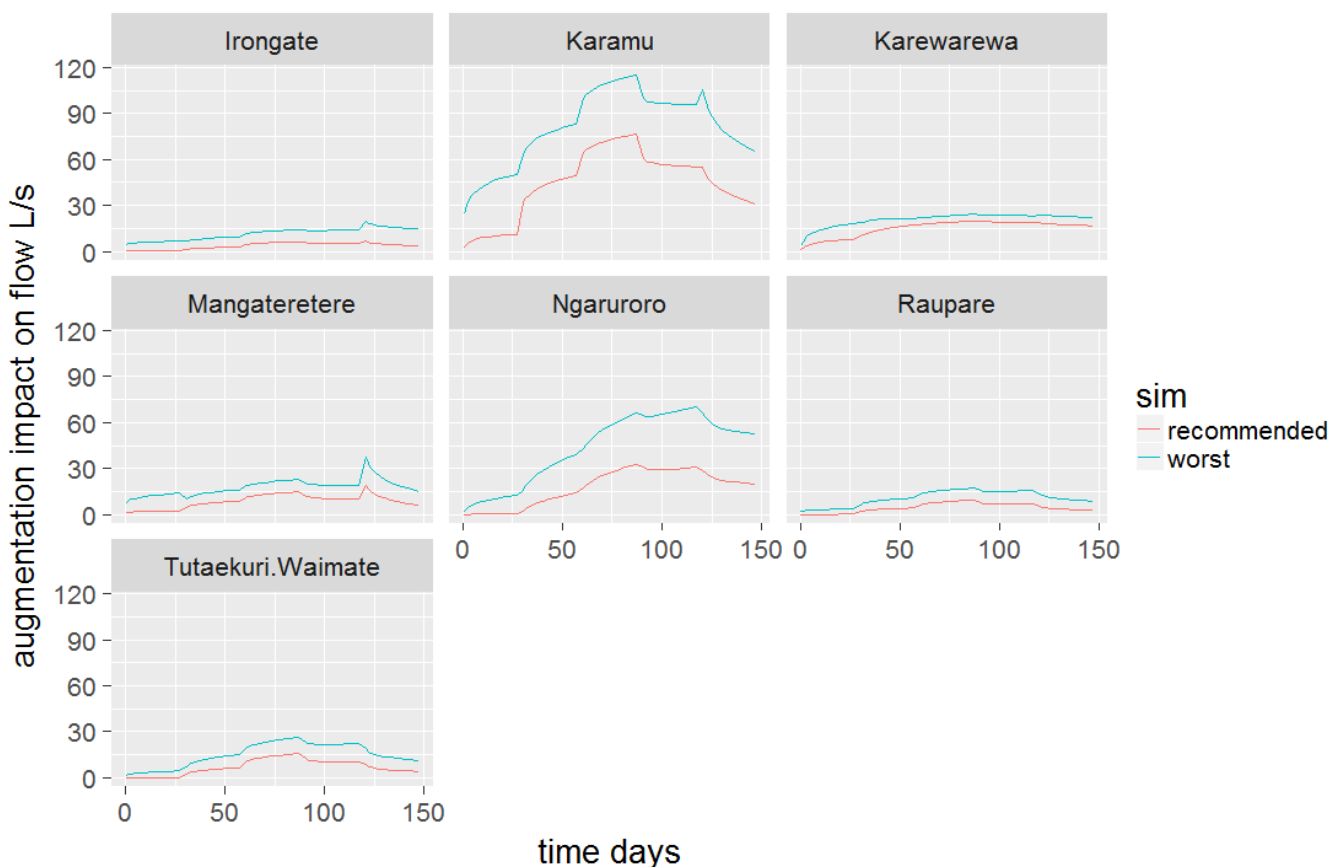 Irongate
Karamu
Karewarewa
120
90
60
30
0
Mangateretere
Ngaruroro
Raupare
120
90
60
30
0
0
50
100
150
0
50
100
150
Tutaekuri.Waimate
120
90
60
30
0
0
50
100
150
augmentation impact on flow L/s
time days
sim
recommended
worst